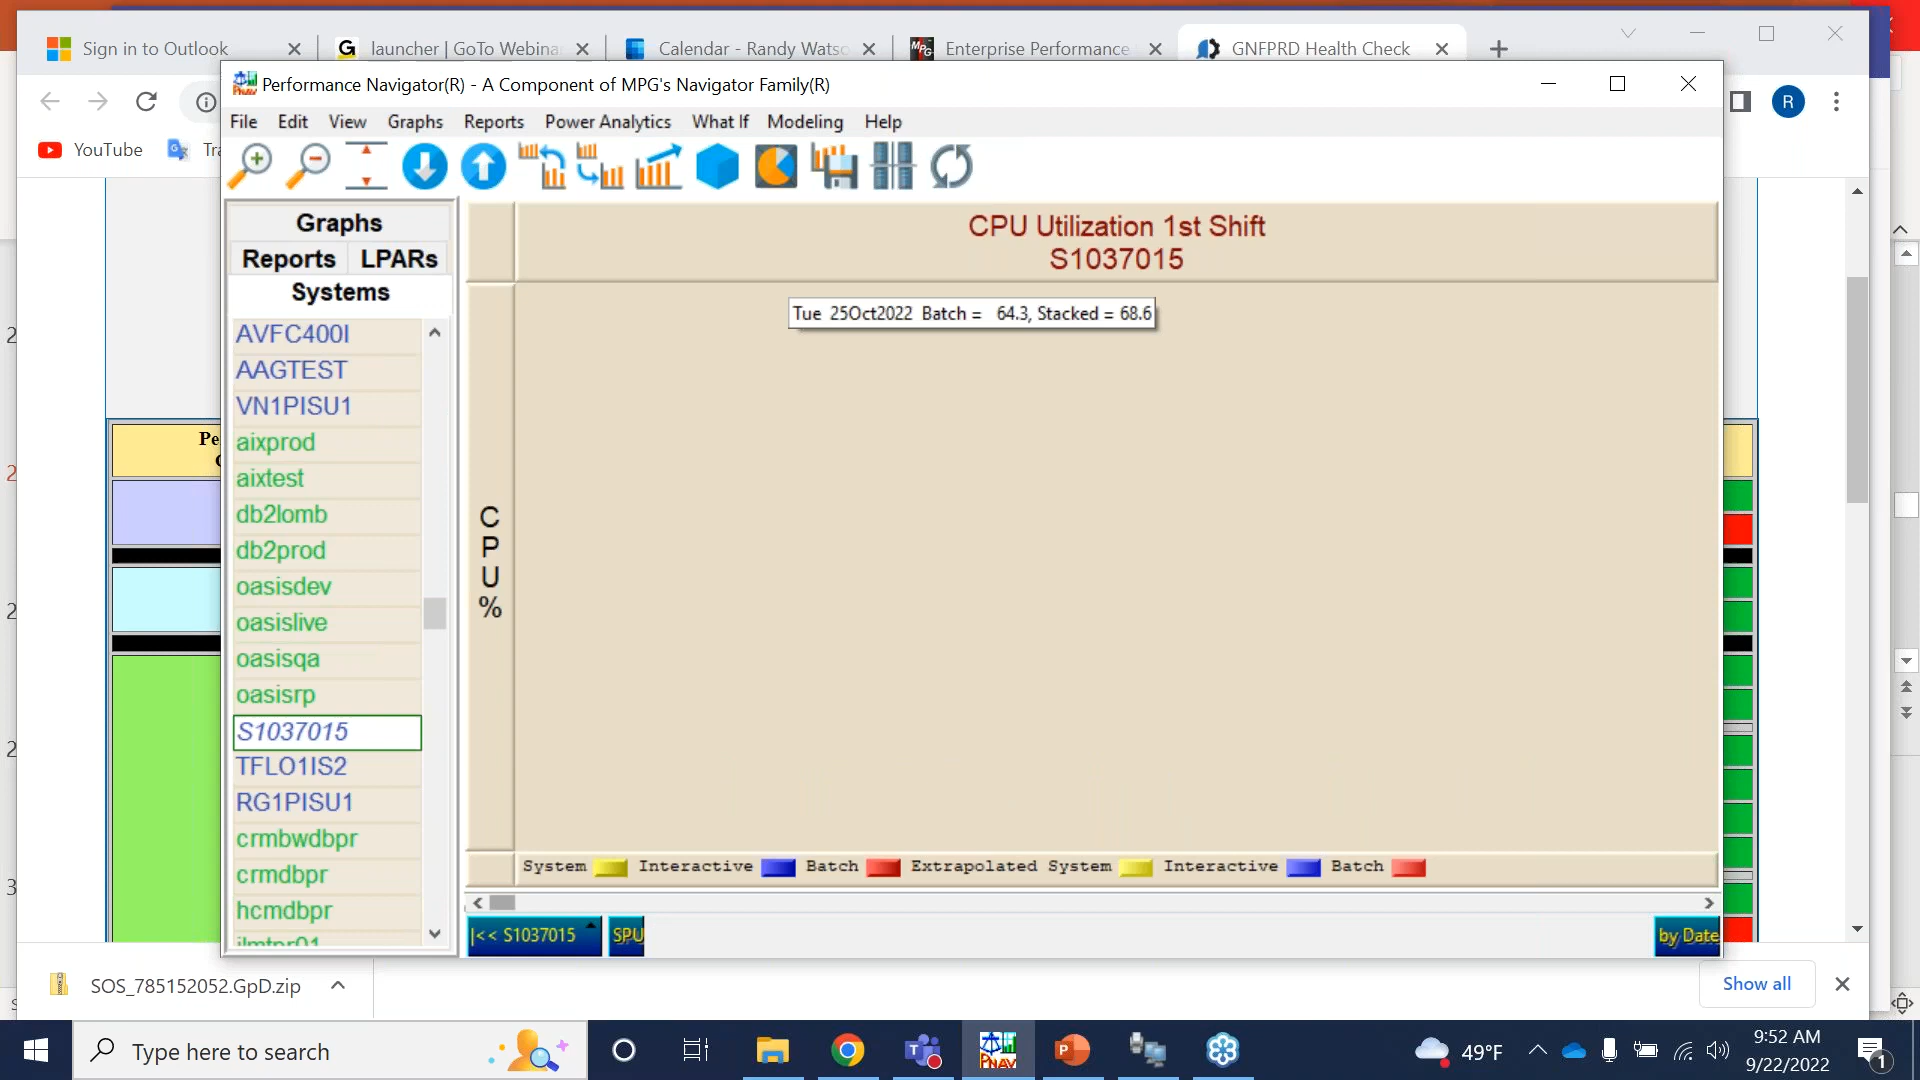 Sign in to Outlook
launcher | GoTo Webina
Calendar - Randy Watso
Enterprise Performance
GNFPRD Health Check
Performance Navigator(R) - A Component of MPG's Navigator Family(R)
R
File Edit View Graphs Reports Power Analytics What If Modeling Help
YouTube
Tra
Graphs
Reports LPARs
Systems
CPU Utilization 1st Shift
S1037015
Tue 25Oct2022 Batch = 64.3, Stacked = 68.6
AVFC400I
AAGTEST
VN1PISU1
aixprod
aixtest
db2lomb
db2prod
oasisdev
oasislive
oasisqa
oasisrp
S1037015
TFLO1IS2
RG1PISU1
crmbwdbpr
crmdbpr
hcmdbpr
Pe
CPU%
System Interactive Batch Extrapolated System Interactive Batch
|<< S1037015
SPU
by Date
SOS_785152052.GpD.zip
Show all
Type here to search
49°F
9:52 AM
9/22/2022
1